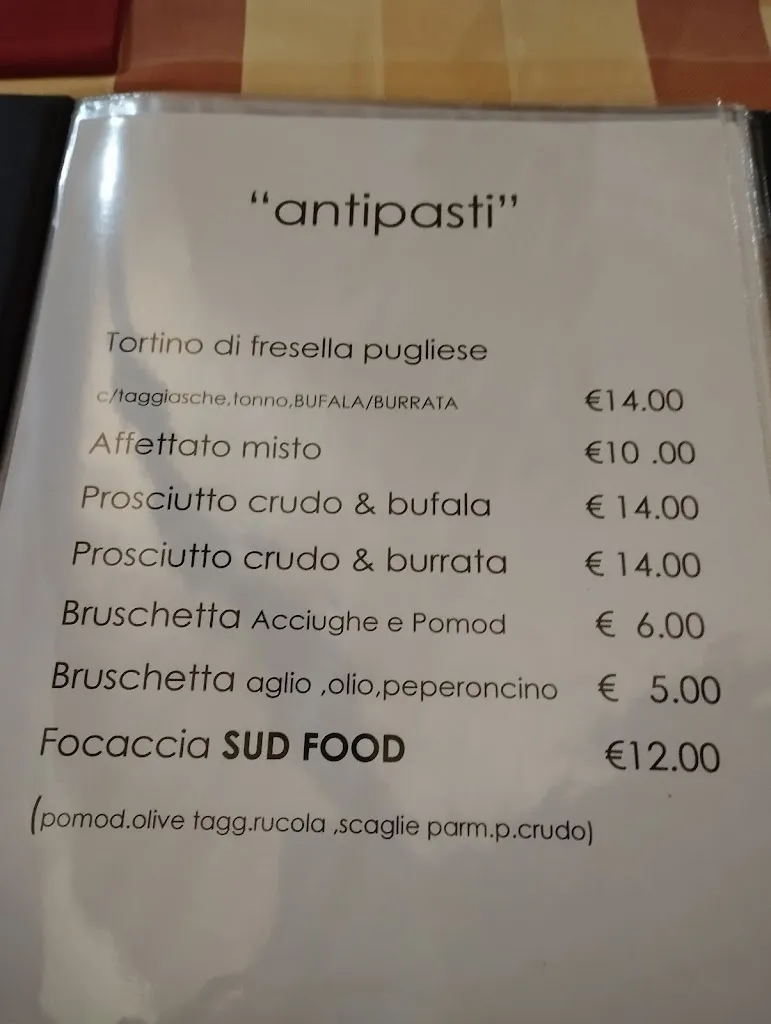 “antipasti”
Tortino di fresella pugliese
c/taggiasche,tonno,BUFALA/BURRATA €14.00
Affettato misto €10 .00
Prosciutto crudo & bufala € 14.00
Prosciutto crudo & burrata € 14.00
Bruschetta Acciughe e Pomod € 6.00
Bruschetta aglio ,olio,peperoncino € 5.00
Focaccia SUD FOOD €12.00
(pomod.olive tagg.rucola ,scaglie parm.p.crudo)